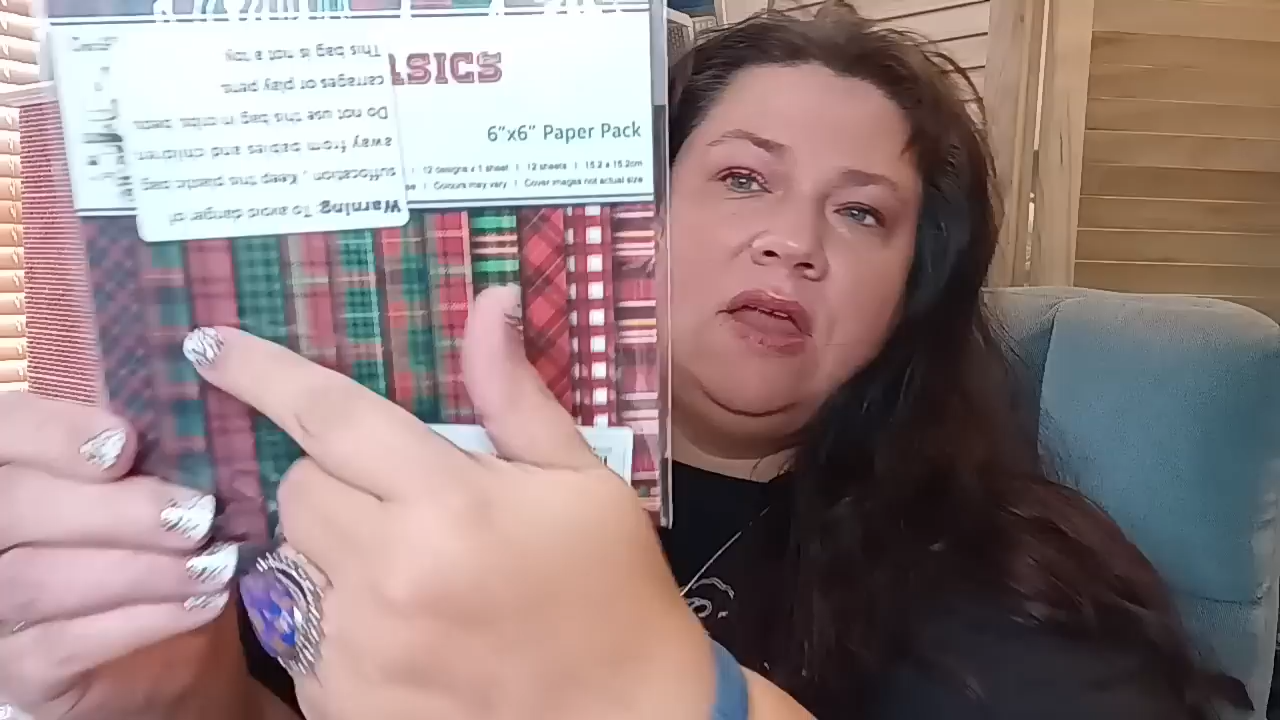 ASICS
6”x6” Paper Pack
12 designs x 1 sheet | 12 sheets | 15.2 x 15.2cm
Colours may vary | Cover images not actual size
Warning: To avoid danger of
suffocation, Keep this plastic bag
away from babies and children.
Do not use this bag in cribs, beds,
carrages or play pens.
This bag is not a toy